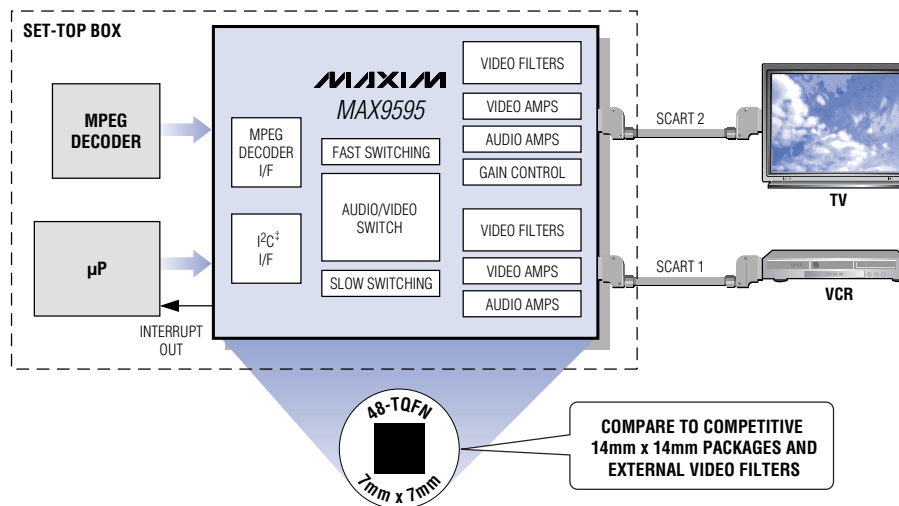 SET-TOP BOX
MPEG
DECODER
µP
INTERRUPT
OUT
MAXIM
MAX9595
MPEG
DECODER
I/F
I²C‡
I/F
FAST SWITCHING
AUDIO/VIDEO
SWITCH
SLOW SWITCHING
VIDEO FILTERS
VIDEO AMPS
AUDIO AMPS
GAIN CONTROL
VIDEO FILTERS
VIDEO AMPS
AUDIO AMPS
SCART 2
TV
SCART 1
VCR
48-TQFN
7mm x 7mm
COMPARE TO COMPETITIVE
14mm x 14mm PACKAGES AND
EXTERNAL VIDEO FILTERS